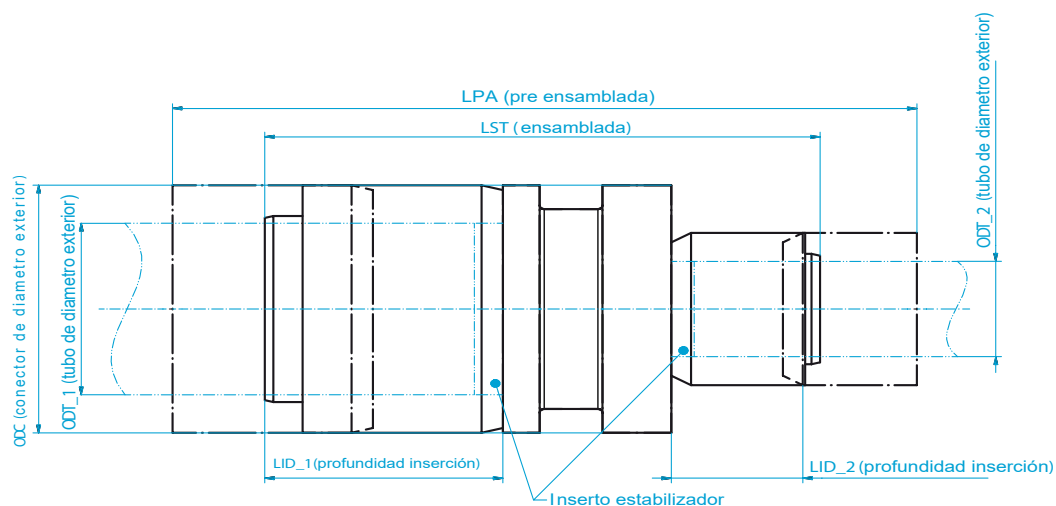 LPA (pre ensamblada)
LST (ensamblada)
ODC (conector de diametro exterior)
ODT_1 (tubo de diametro exterior)
ODT_2 (tubo de diametro exterior)
LID_1 (profundidad inserción)
LID_2 (profundidad inserción)
Inserto estabilizador